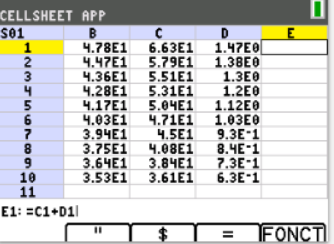 CELLSHEET APP
S01 B C D E
1 4.78E1 6.63E1 1.47E0
2 4.47E1 5.79E1 1.38E0
3 4.36E1 5.51E1 1.3E0
4 4.28E1 5.31E1 1.2E0
5 4.17E1 5.04E1 1.12E0
6 4.03E1 4.71E1 1.03E0
7 3.94E1 4.5E1 9.3E⁻1
8 3.75E1 4.08E1 8.4E⁻1
9 3.64E1 3.84E1 7.3E⁻1
10 3.53E1 3.61E1 6.3E⁻1
11
E1: =C1+D1
" $ = FONCT